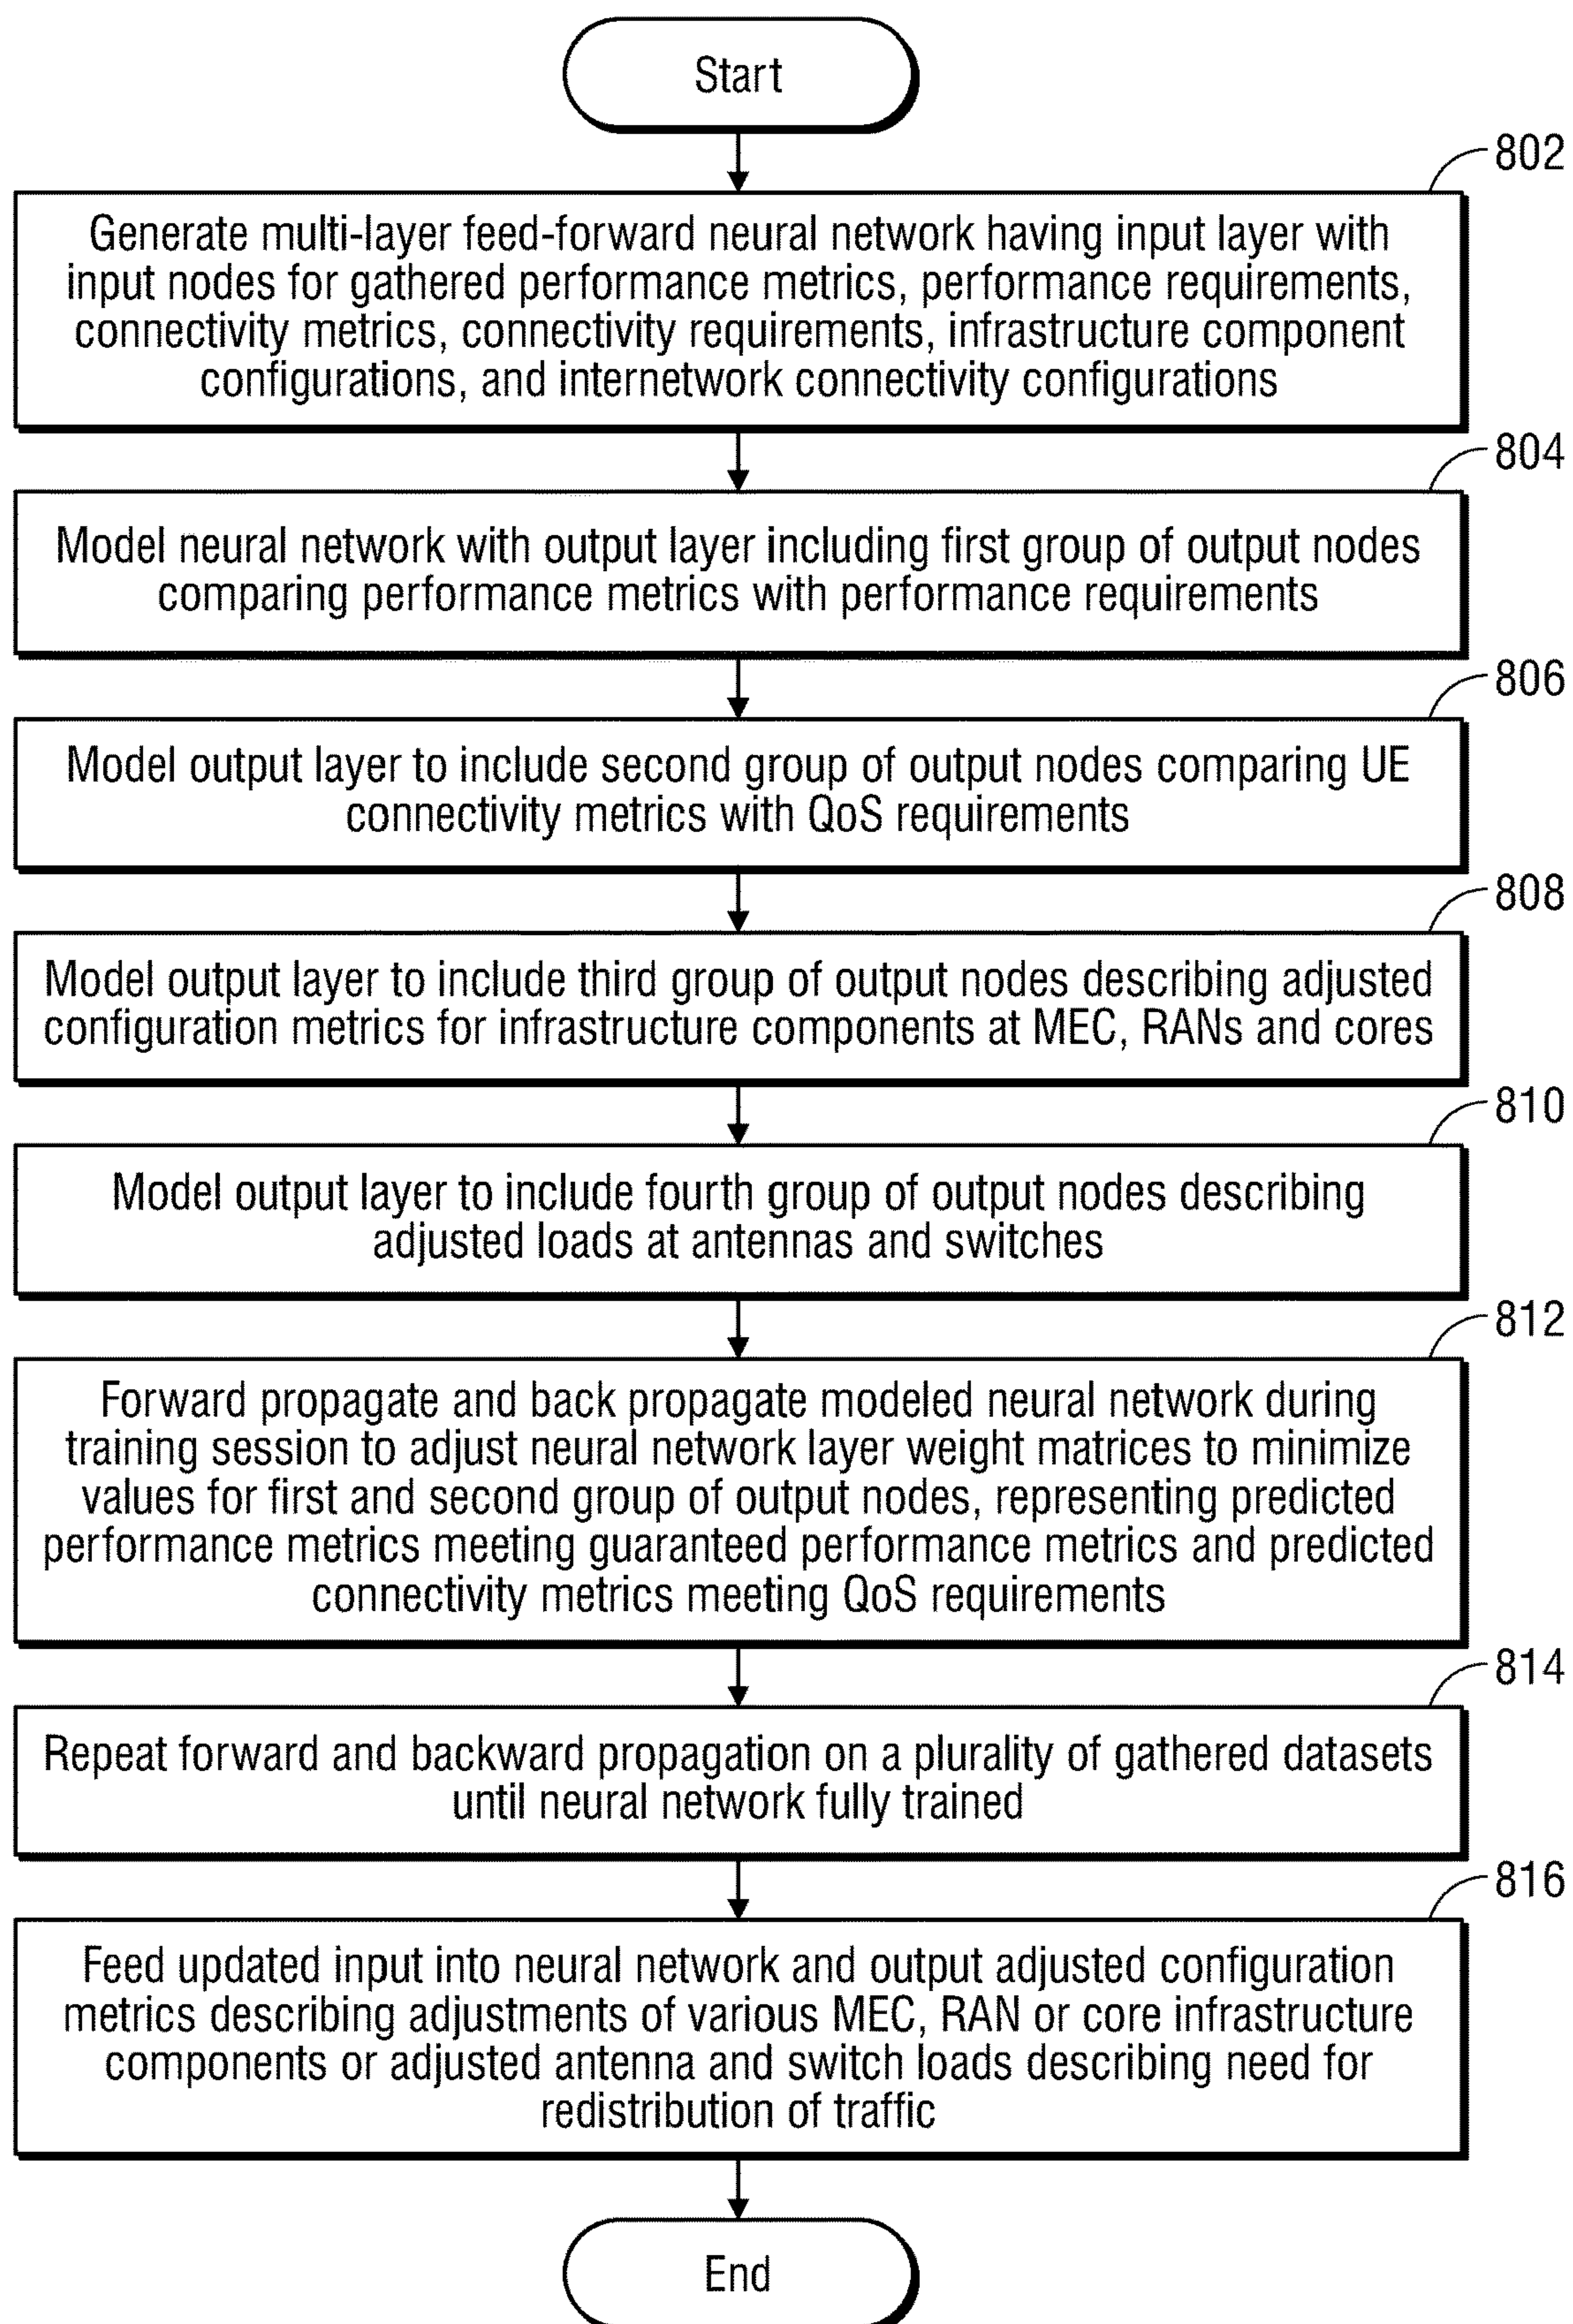 Start
802
Generate multi-layer feed-forward neural network having input layer with
input nodes for gathered performance metrics, performance requirements,
connectivity metrics, connectivity requirements, infrastructure component
configurations, and internetwork connectivity configurations
804
Model neural network with output layer including first group of output nodes
comparing performance metrics with performance requirements
806
Model output layer to include second group of output nodes comparing UE
connectivity metrics with QoS requirements
808
Model output layer to include third group of output nodes describing adjusted
configuration metrics for infrastructure components at MEC, RANs and cores
810
Model output layer to include fourth group of output nodes describing
adjusted loads at antennas and switches
812
Forward propagate and back propagate modeled neural network during
training session to adjust neural network layer weight matrices to minimize
values for first and second group of output nodes, representing predicted
performance metrics meeting guaranteed performance metrics and predicted
connectivity metrics meeting QoS requirements
814
Repeat forward and backward propagation on a plurality of gathered datasets
until neural network fully trained
816
Feed updated input into neural network and output adjusted configuration
metrics describing adjustments of various MEC, RAN or core infrastructure
components or adjusted antenna and switch loads describing need for
redistribution of traffic
End